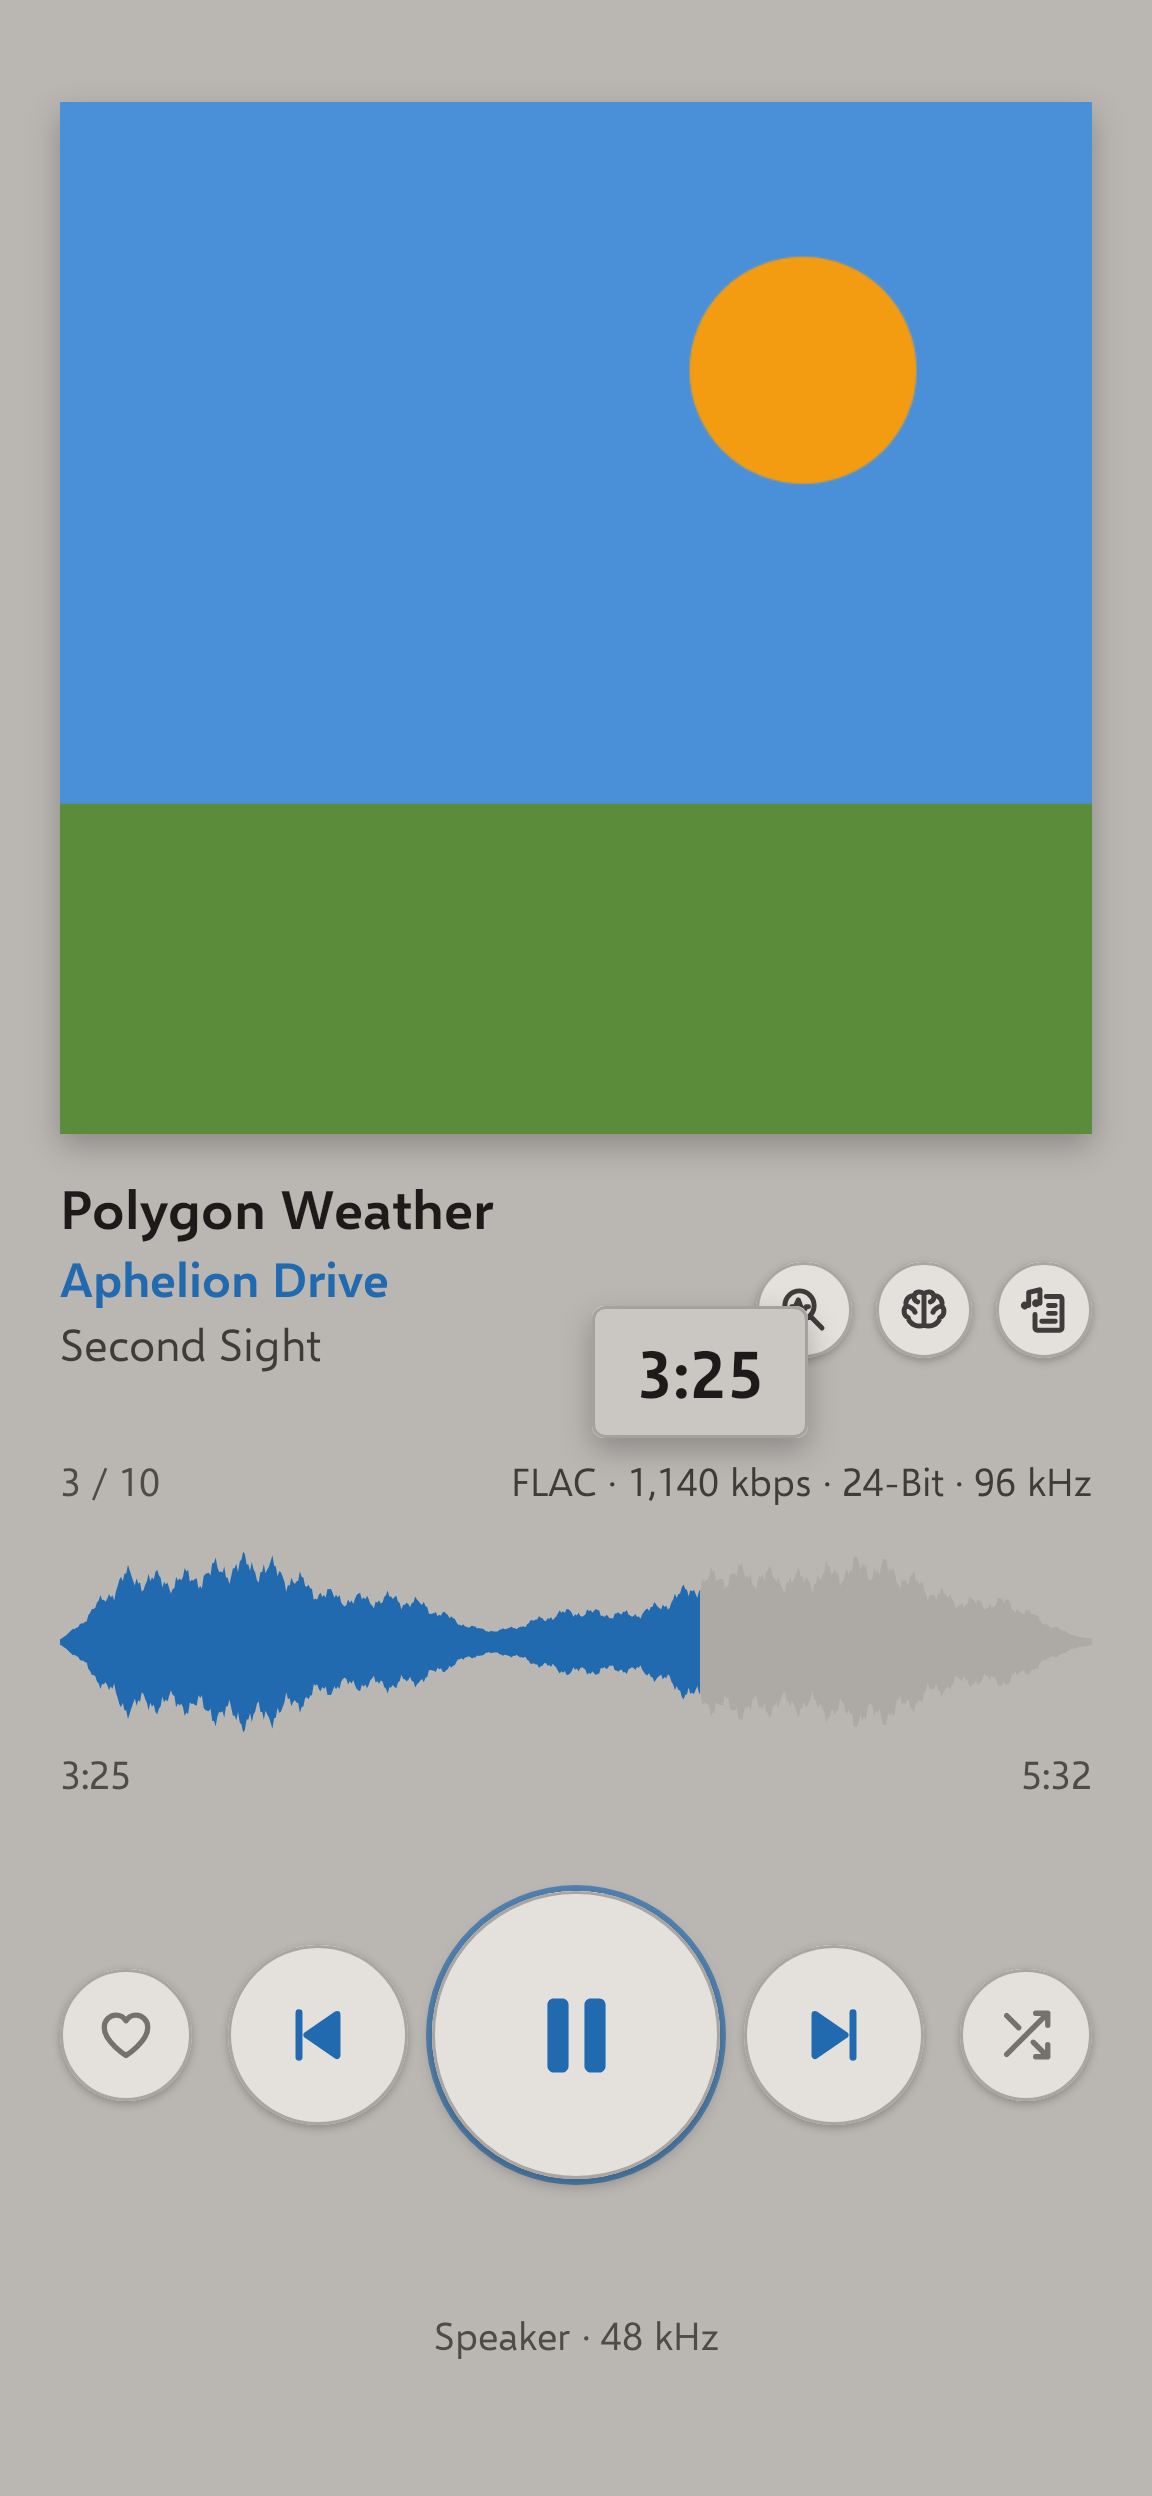 Polygon Weather
Aphelion Drive
Second Sight
3:25
3 / 10
FLAC · 1,140 kbps · 24-Bit · 96 kHz
3:25
5:32
Speaker · 48 kHz